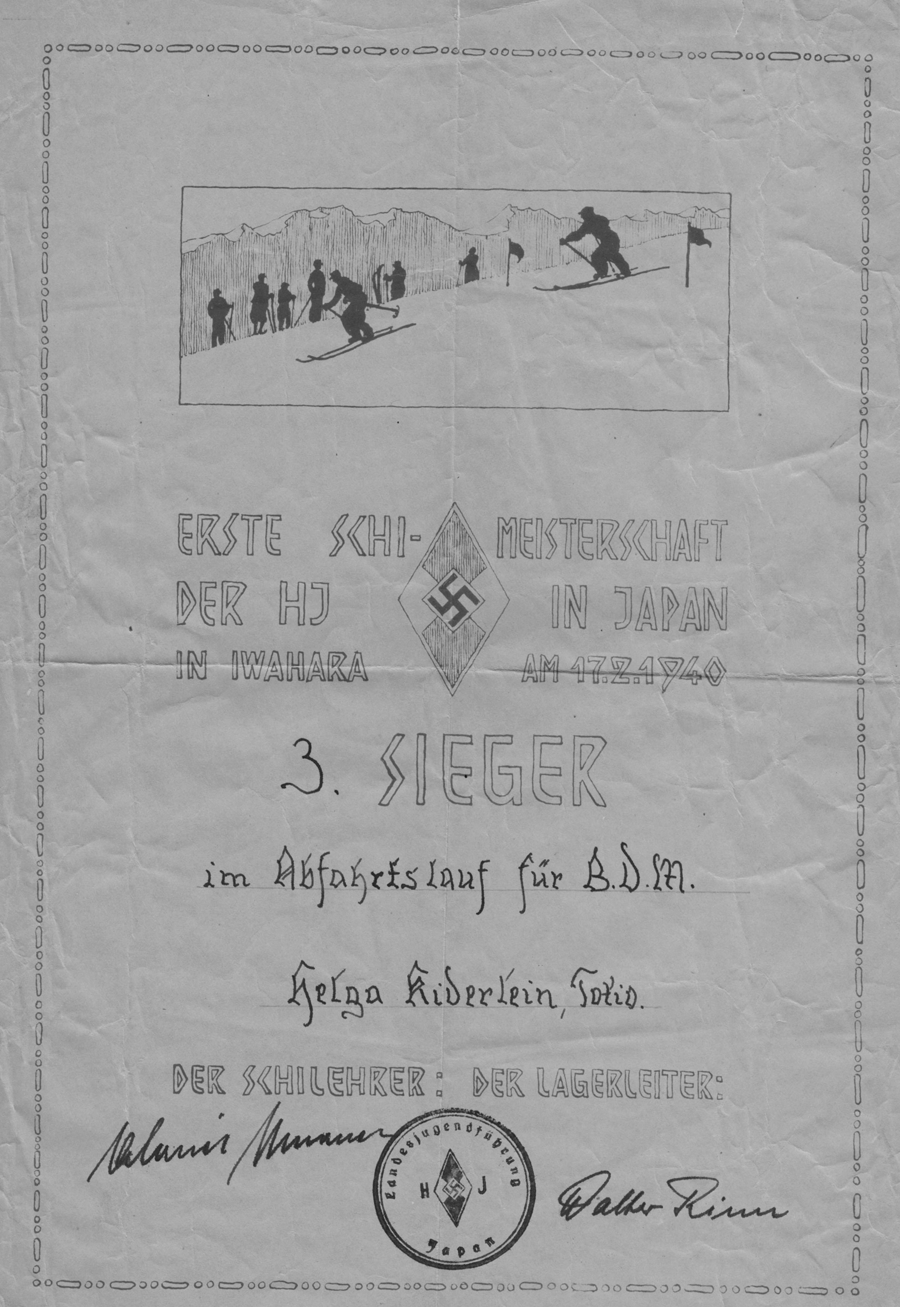 ERSTE SCHI- MEISTERSCHAFT
DER HJ IN JAPAN
IN IWAHARA AM 17.2.1940
3. SIEGER
im Abfahrtslauf für B.D.M.
Helga Kiderlein, Tokio.
DER SCHILEHRER: DER LAGERLEITER:
Landesjugendführung
H J
Japan
Walter Rinn